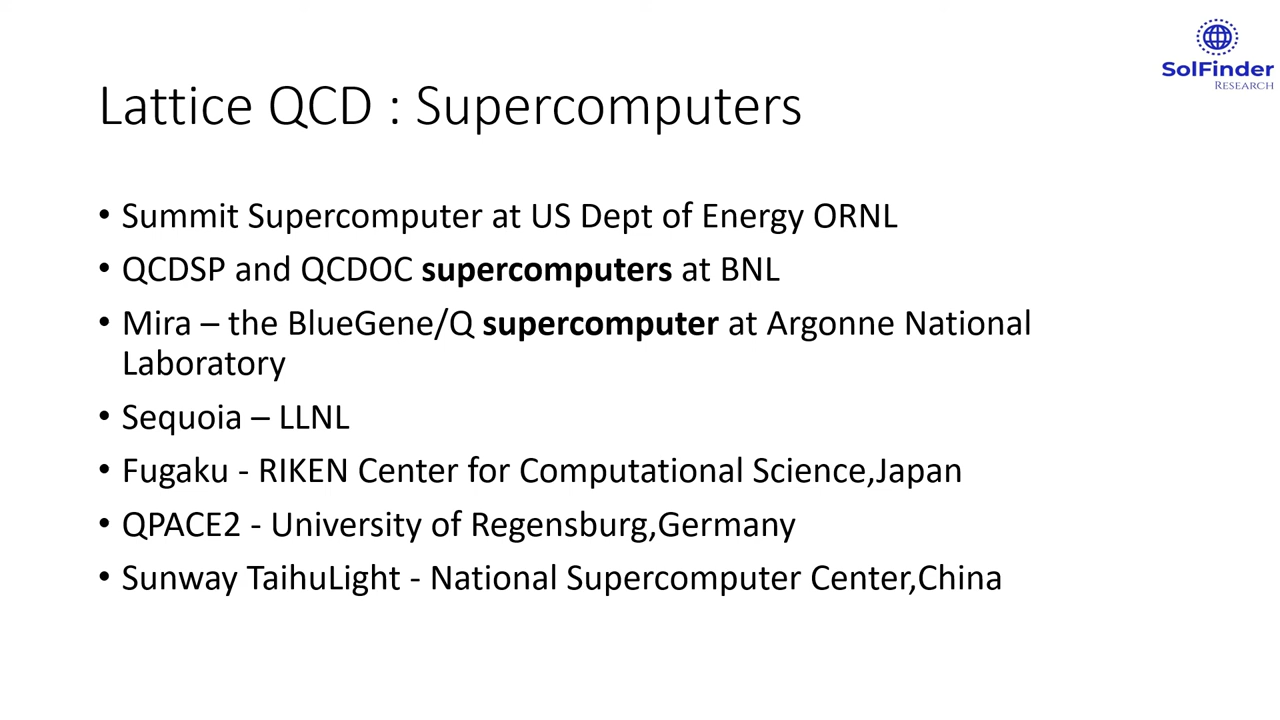 SolFinder
RESEARCH
Lattice QCD : Supercomputers
• Summit Supercomputer at US Dept of Energy ORNL
• QCDSP and QCDOC supercomputers at BNL
• Mira – the BlueGene/Q supercomputer at Argonne National
Laboratory
• Sequoia – LLNL
• Fugaku - RIKEN Center for Computational Science,Japan
• QPACE2 - University of Regensburg,Germany
• Sunway TaihuLight - National Supercomputer Center,China